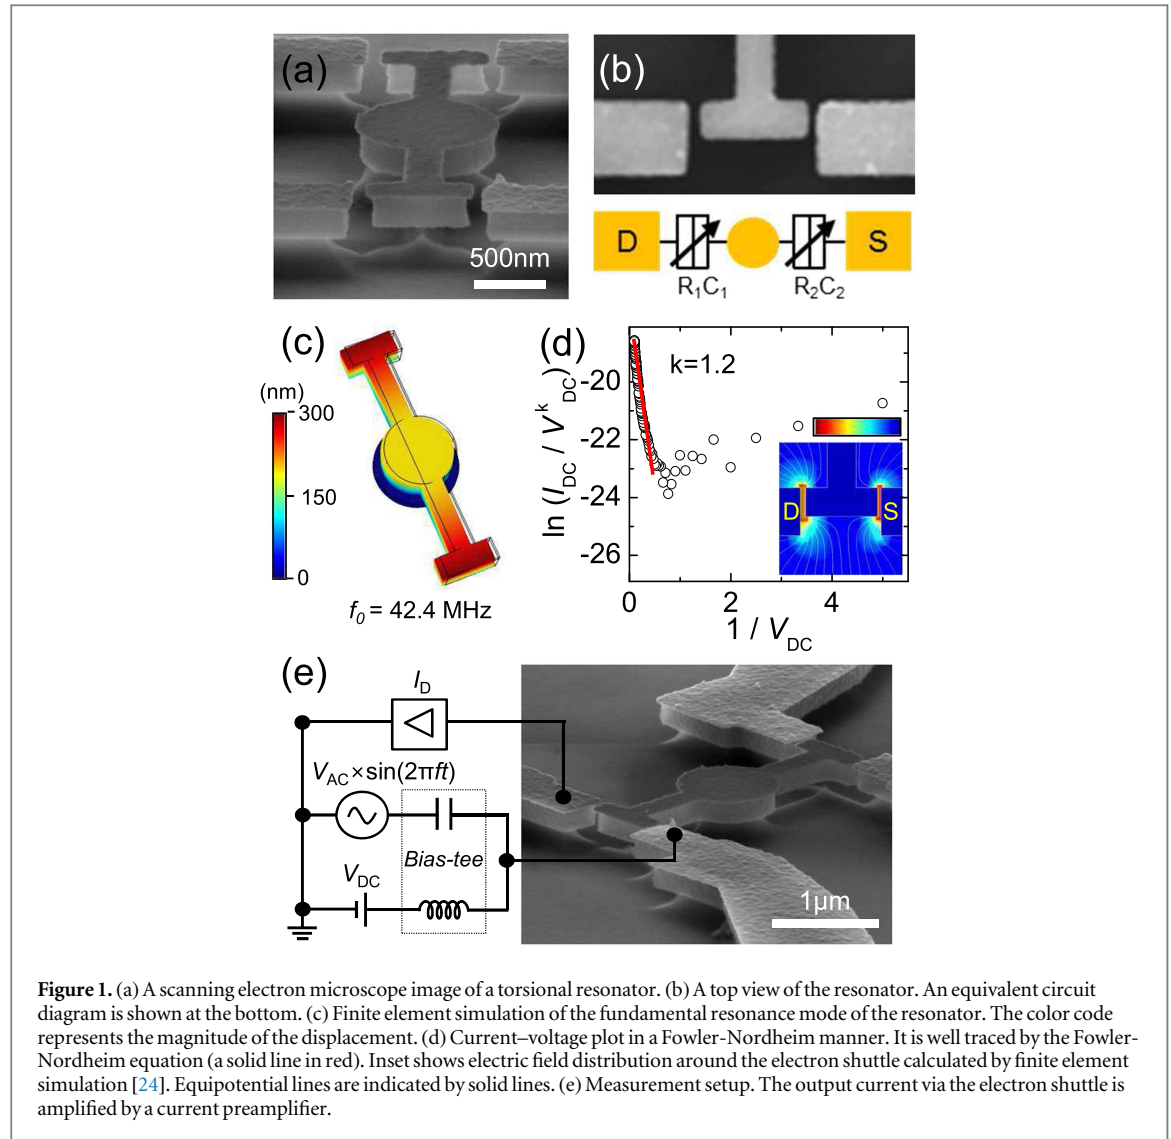 (a)
500nm
(b)
D
S
R₁C₁
R₂C₂
(c)
(nm)
300
150
0
f₀ = 42.4 MHz
(d)
k=1.2
ln (I_DC / V^k_DC)
-20
-22
-24
-26
D
S
0
2
4
1 / V_DC
(e)
I_D
V_AC×sin(2πft)
Bias-tee
V_DC
1µm
Figure 1. (a) A scanning electron microscope image of a torsional resonator. (b) A top view of the resonator. An equivalent circuit
diagram is shown at the bottom. (c) Finite element simulation of the fundamental resonance mode of the resonator. The color code
represents the magnitude of the displacement. (d) Current–voltage plot in a Fowler-Nordheim manner. It is well traced by the Fowler-
Nordheim equation (a solid line in red). Inset shows electric field distribution around the electron shuttle calculated by finite element
simulation [24]. Equipotential lines are indicated by solid lines. (e) Measurement setup. The output current via the electron shuttle is
amplified by a current preamplifier.